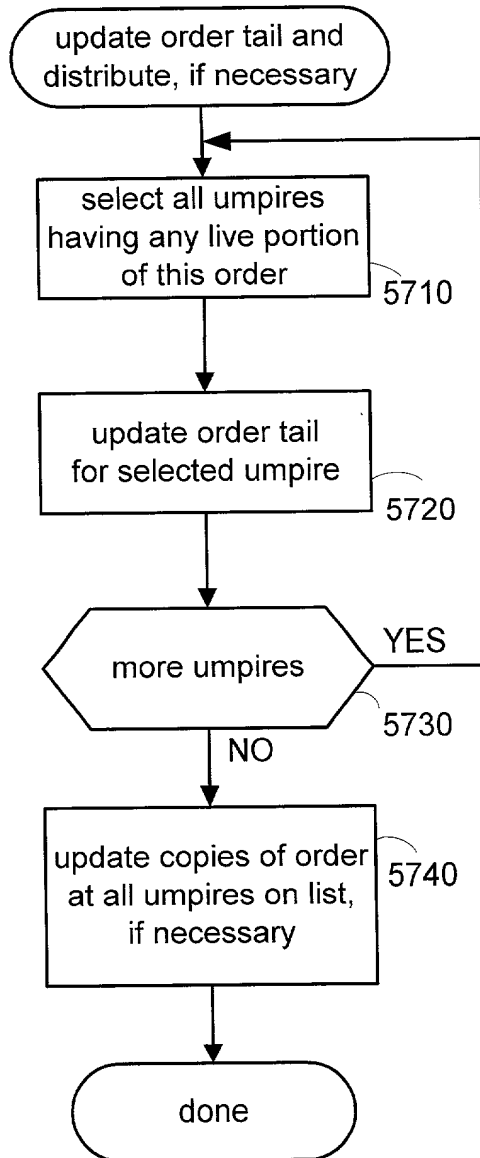 update order tail and
distribute, if necessary
select all umpires
having any live portion
of this order
5710
update order tail
for selected umpire
5720
more umpires
YES
5730
NO
update copies of order
at all umpires on list,
if necessary
5740
done